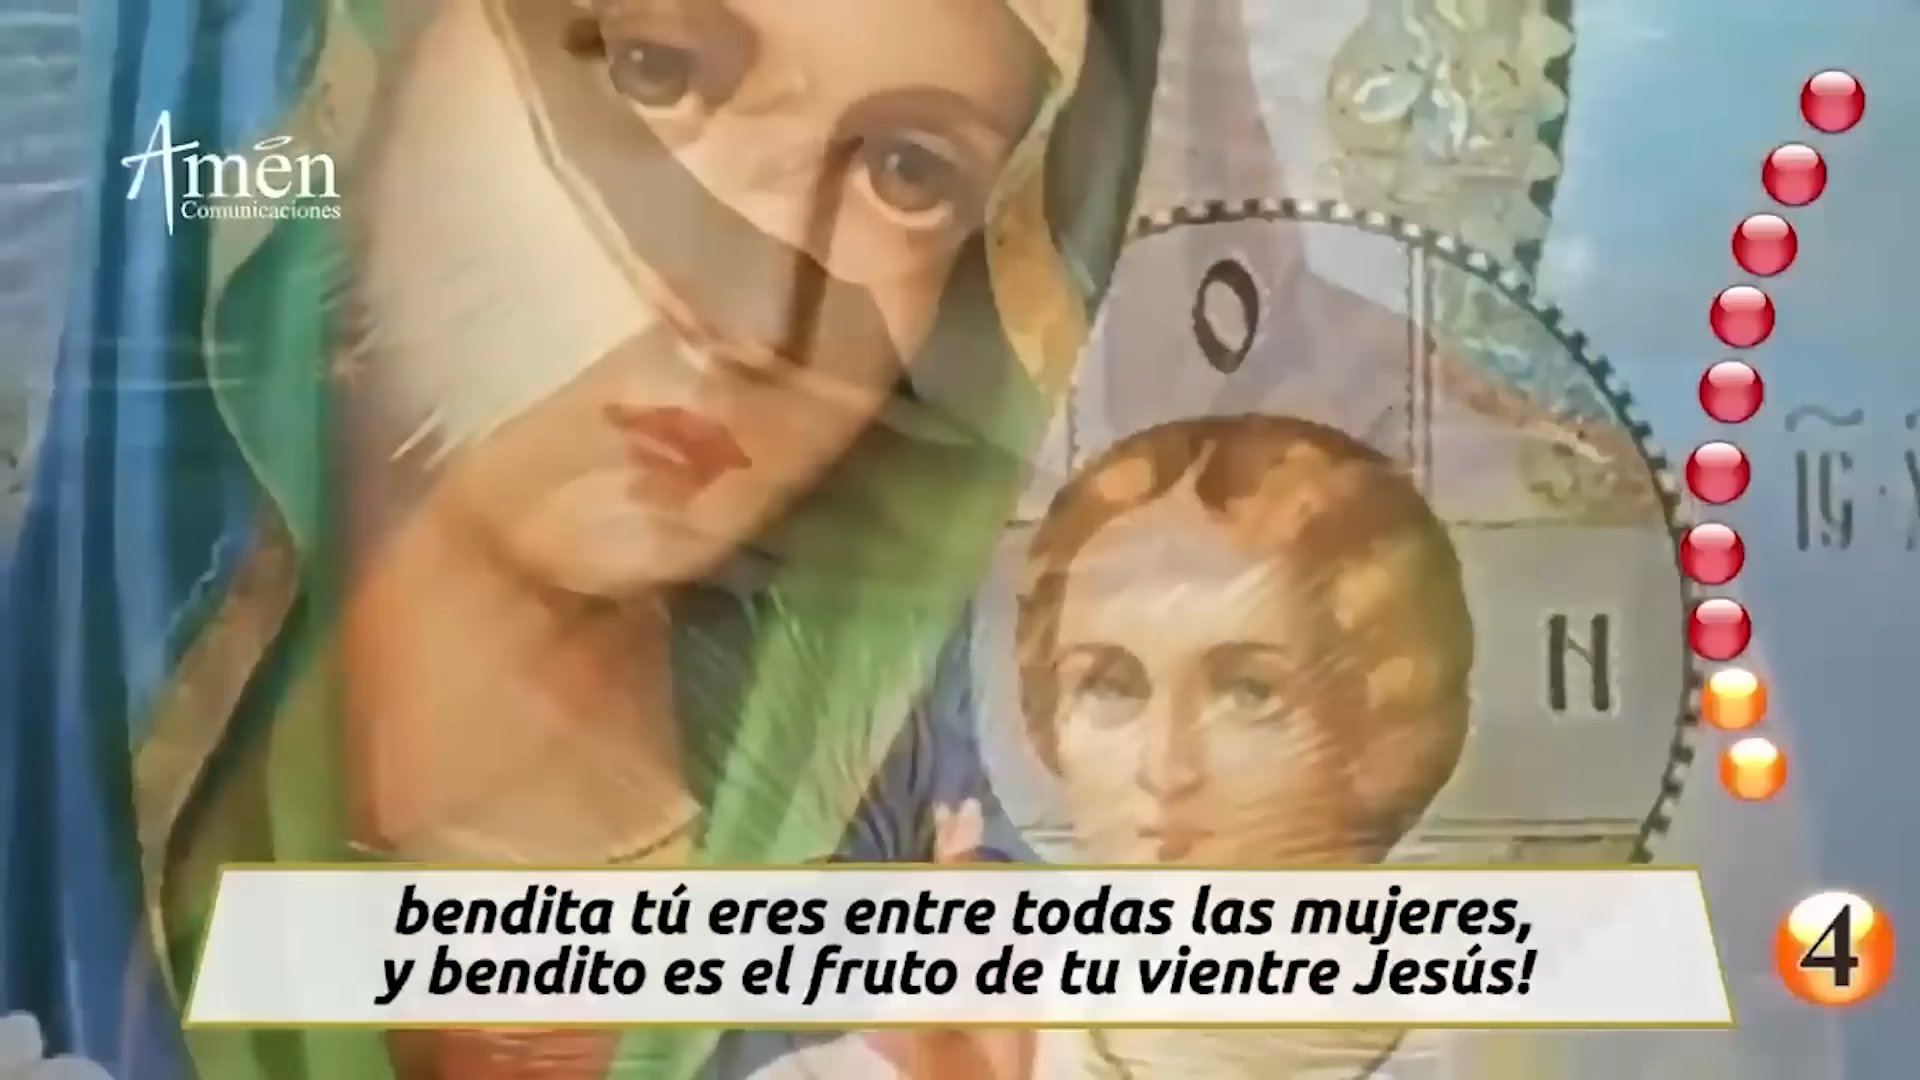 Amén
Comunicaciones
O
N
bendita tú eres entre todas las mujeres,
y bendito es el fruto de tu vientre Jesús!
4